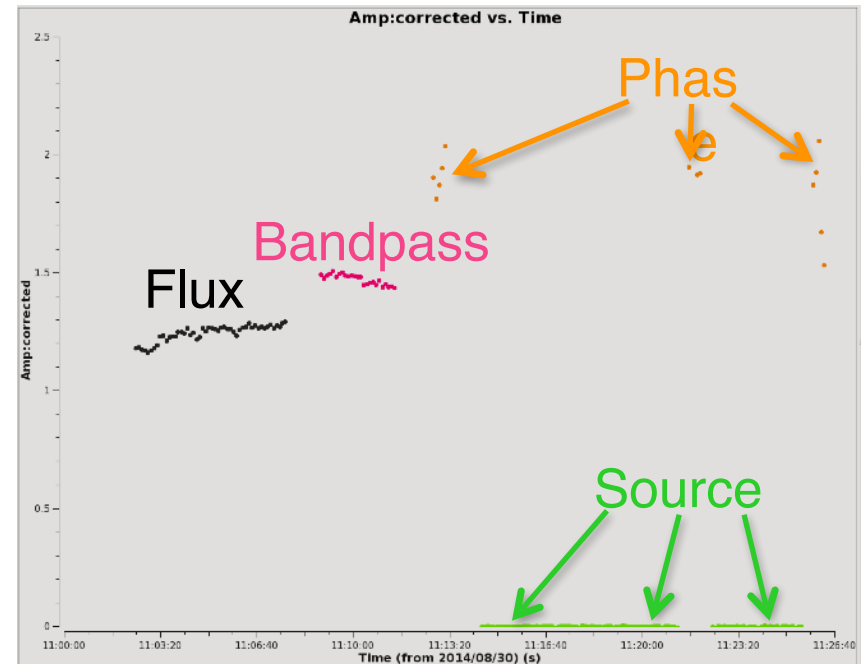 Amp:corrected vs. Time
2.5
Phas
e
2
Bandpass
1.5
Flux
Amp:corrected
1
Source
0.5
0
11:00:00 11:03:20 11:06:40 11:10:00 11:13:20 11:16:40 11:20:00 11:23:20 11:26:40
Time (from 2014/08/30) (s)